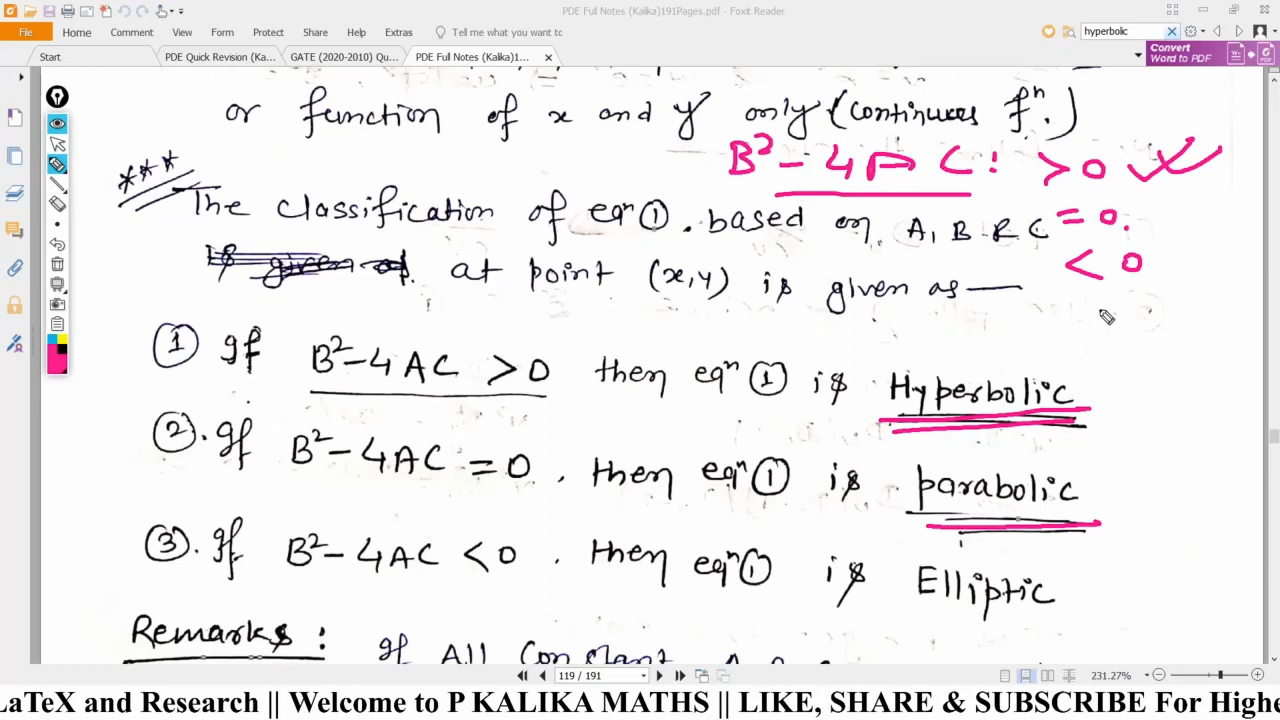 PDE Full Notes (Kalika)191Pages.pdf - Foxit Reader
File Home Comment View Form Protect Share Help Extras Tell me what you want to hyperbolic
Start PDE Quick Revision (Ka... GATE (2020-2010) Qu... PDE Full Notes (Kalika)1... Convert Word to PDF
or function of x and y only (Continues fⁿ.)
B² - 4AC: > 0
= 0.
< 0
*** The classification of eqⁿ ①. based on A, B & C
at point (x,y) is given as —
① If B² - 4AC > 0 then eqⁿ ① is Hyperbolic
②. If B² - 4AC = 0. then eqⁿ ① is parabolic
③. If B² - 4AC < 0. then eqⁿ ① is Elliptic
Remarks: If All Constant
119 / 191 231.27%
LaTeX and Research || Welcome to P KALIKA MATHS || LIKE, SHARE & SUBSCRIBE For Highe